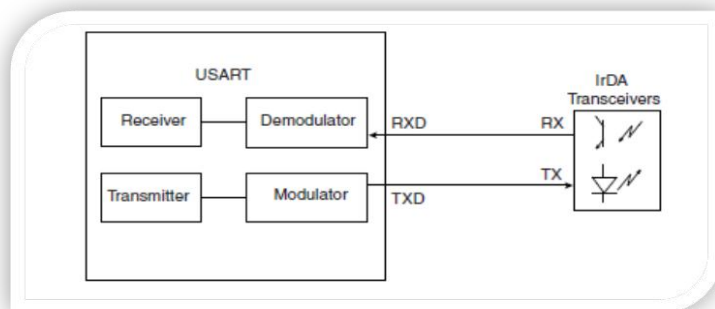 USART
IrDA
Transceivers
Receiver
Demodulator
RXD
RX
Transmitter
Modulator
TXD
TX